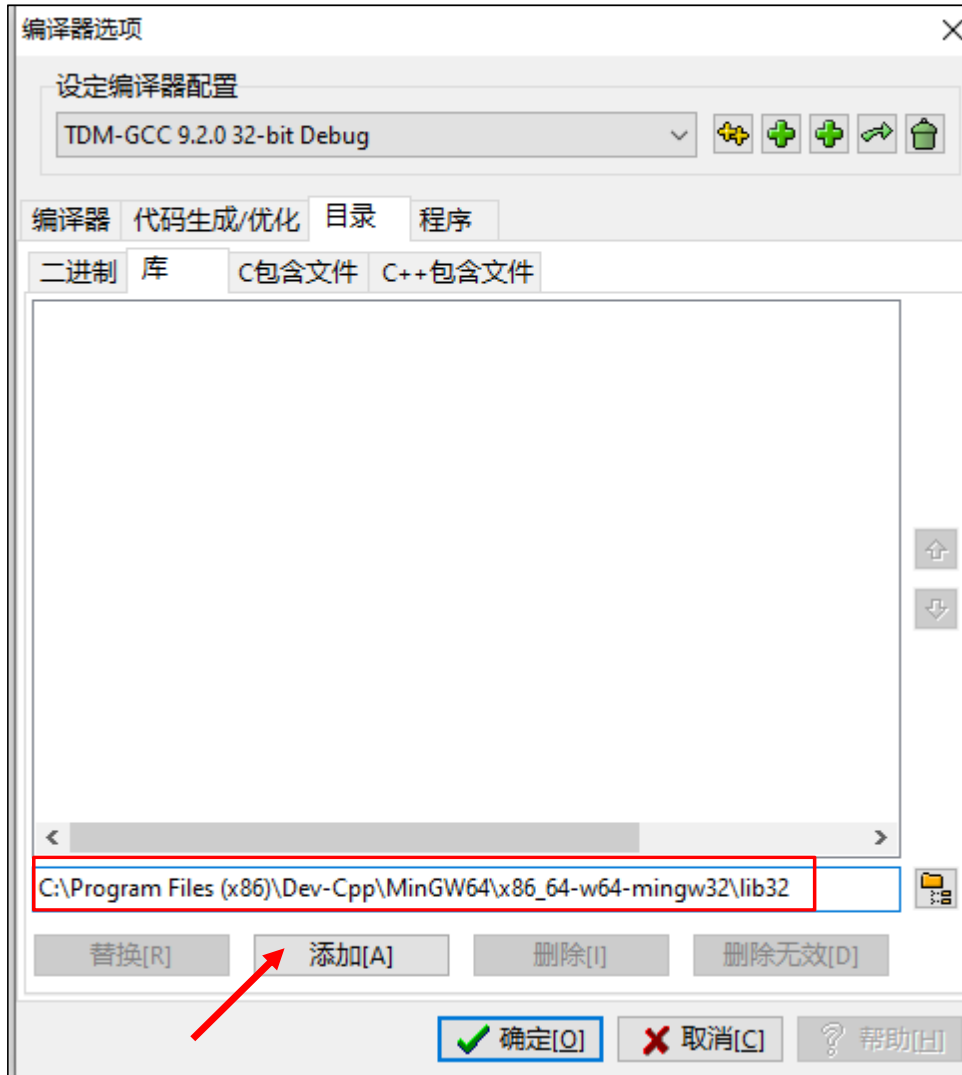 编译器选项
设定编译器配置
TDM-GCC 9.2.0 32-bit Debug
编译器 代码生成/优化 目录 程序
二进制 库 C包含文件 C++包含文件
C:\Program Files (x86)\Dev-Cpp\MinGW64\x86_64-w64-mingw32\lib32
替换[R] 添加[A] 删除[I] 删除无效[D]
确定[O] 取消[C] 帮助[H]